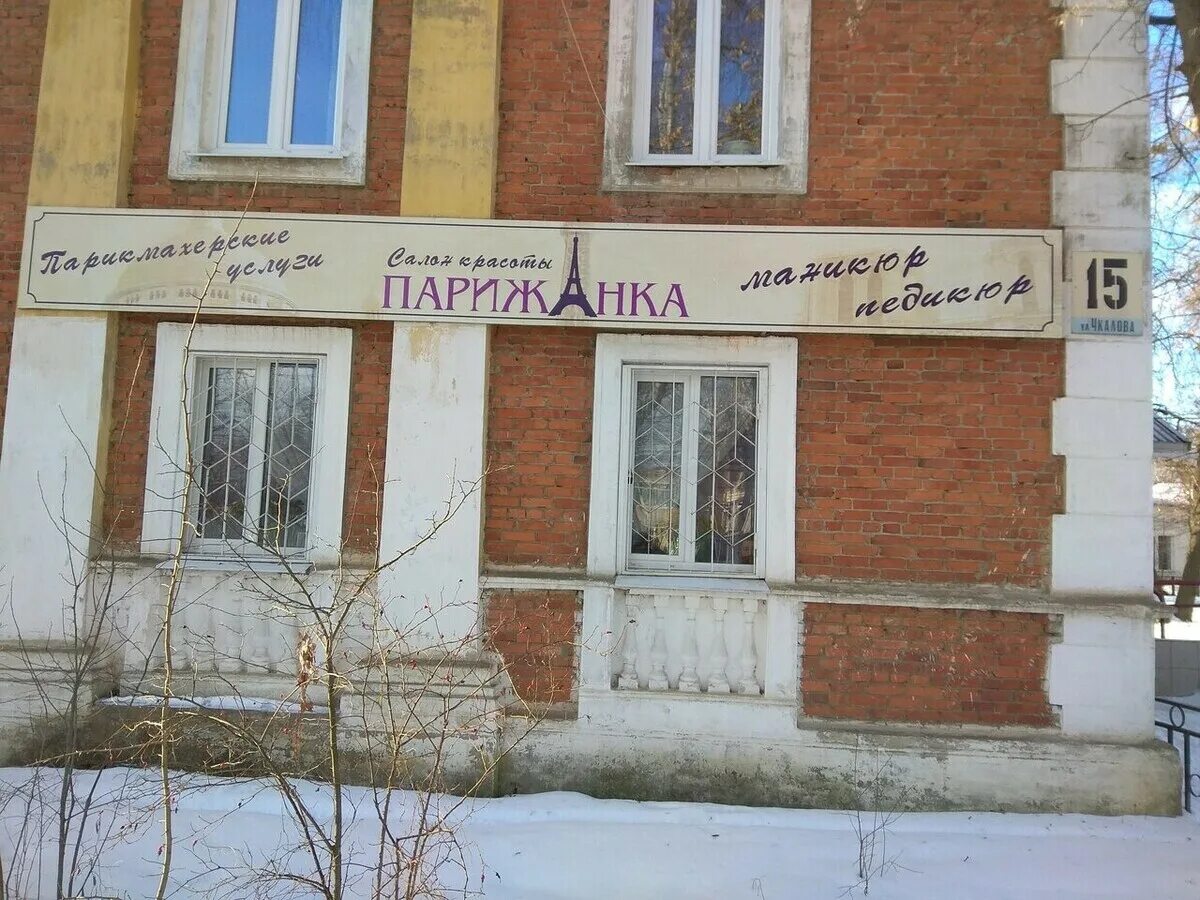 Парикмахерские
услуги
Салон красоты
ПАРИЖАНКА
маникюр
педикюр
15
ул Чкалова